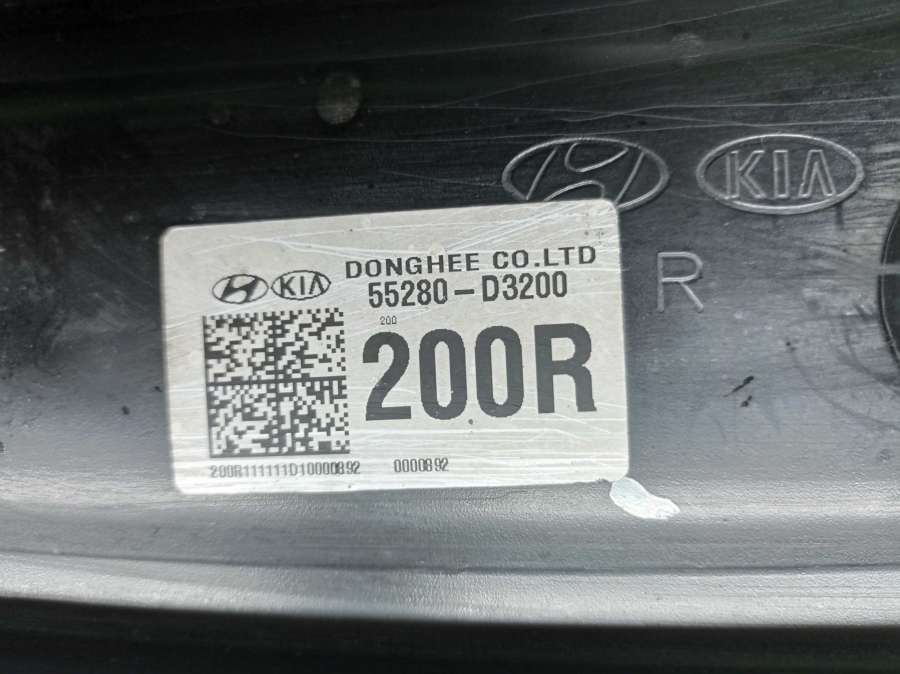 KIA
R
DONGHEE CO.LTD
KIA
55280-D3200
200
200R
200R111111D10000892
0000892